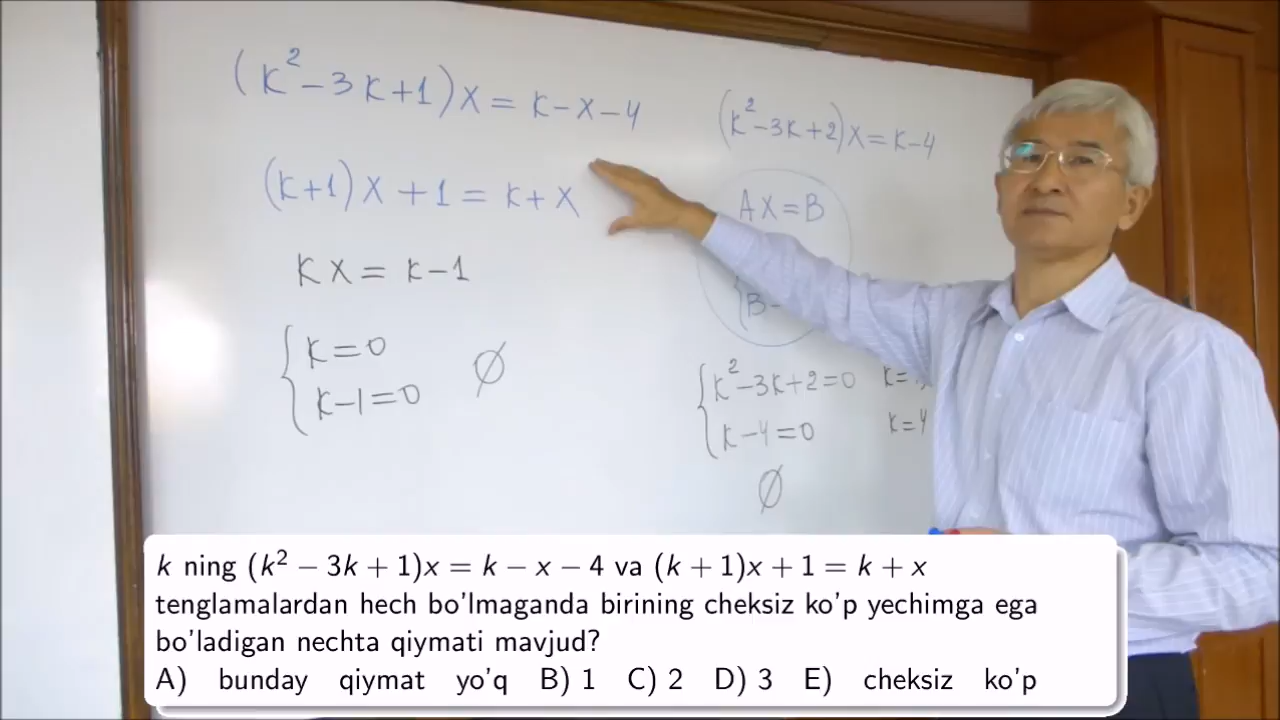 (k² − 3k + 1)x = k − x − 4
(k + 1)x + 1 = k + x
kx = k − 1
k = 0
k − 1 = 0
∅
(k² − 3k + 2)x = k − 4
Ax = B
B
k² − 3k + 2 = 0 k =
k − 4 = 0 k = 4
∅
k ning (k² − 3k + 1)x = k − x − 4 va (k + 1)x + 1 = k + x
tenglamalardan hech bo'lmaganda birining cheksiz ko'p yechimga ega
bo'ladigan nechta qiymati mavjud?
A) bunday qiymat yo'q B) 1 C) 2 D) 3 E) cheksiz ko'p